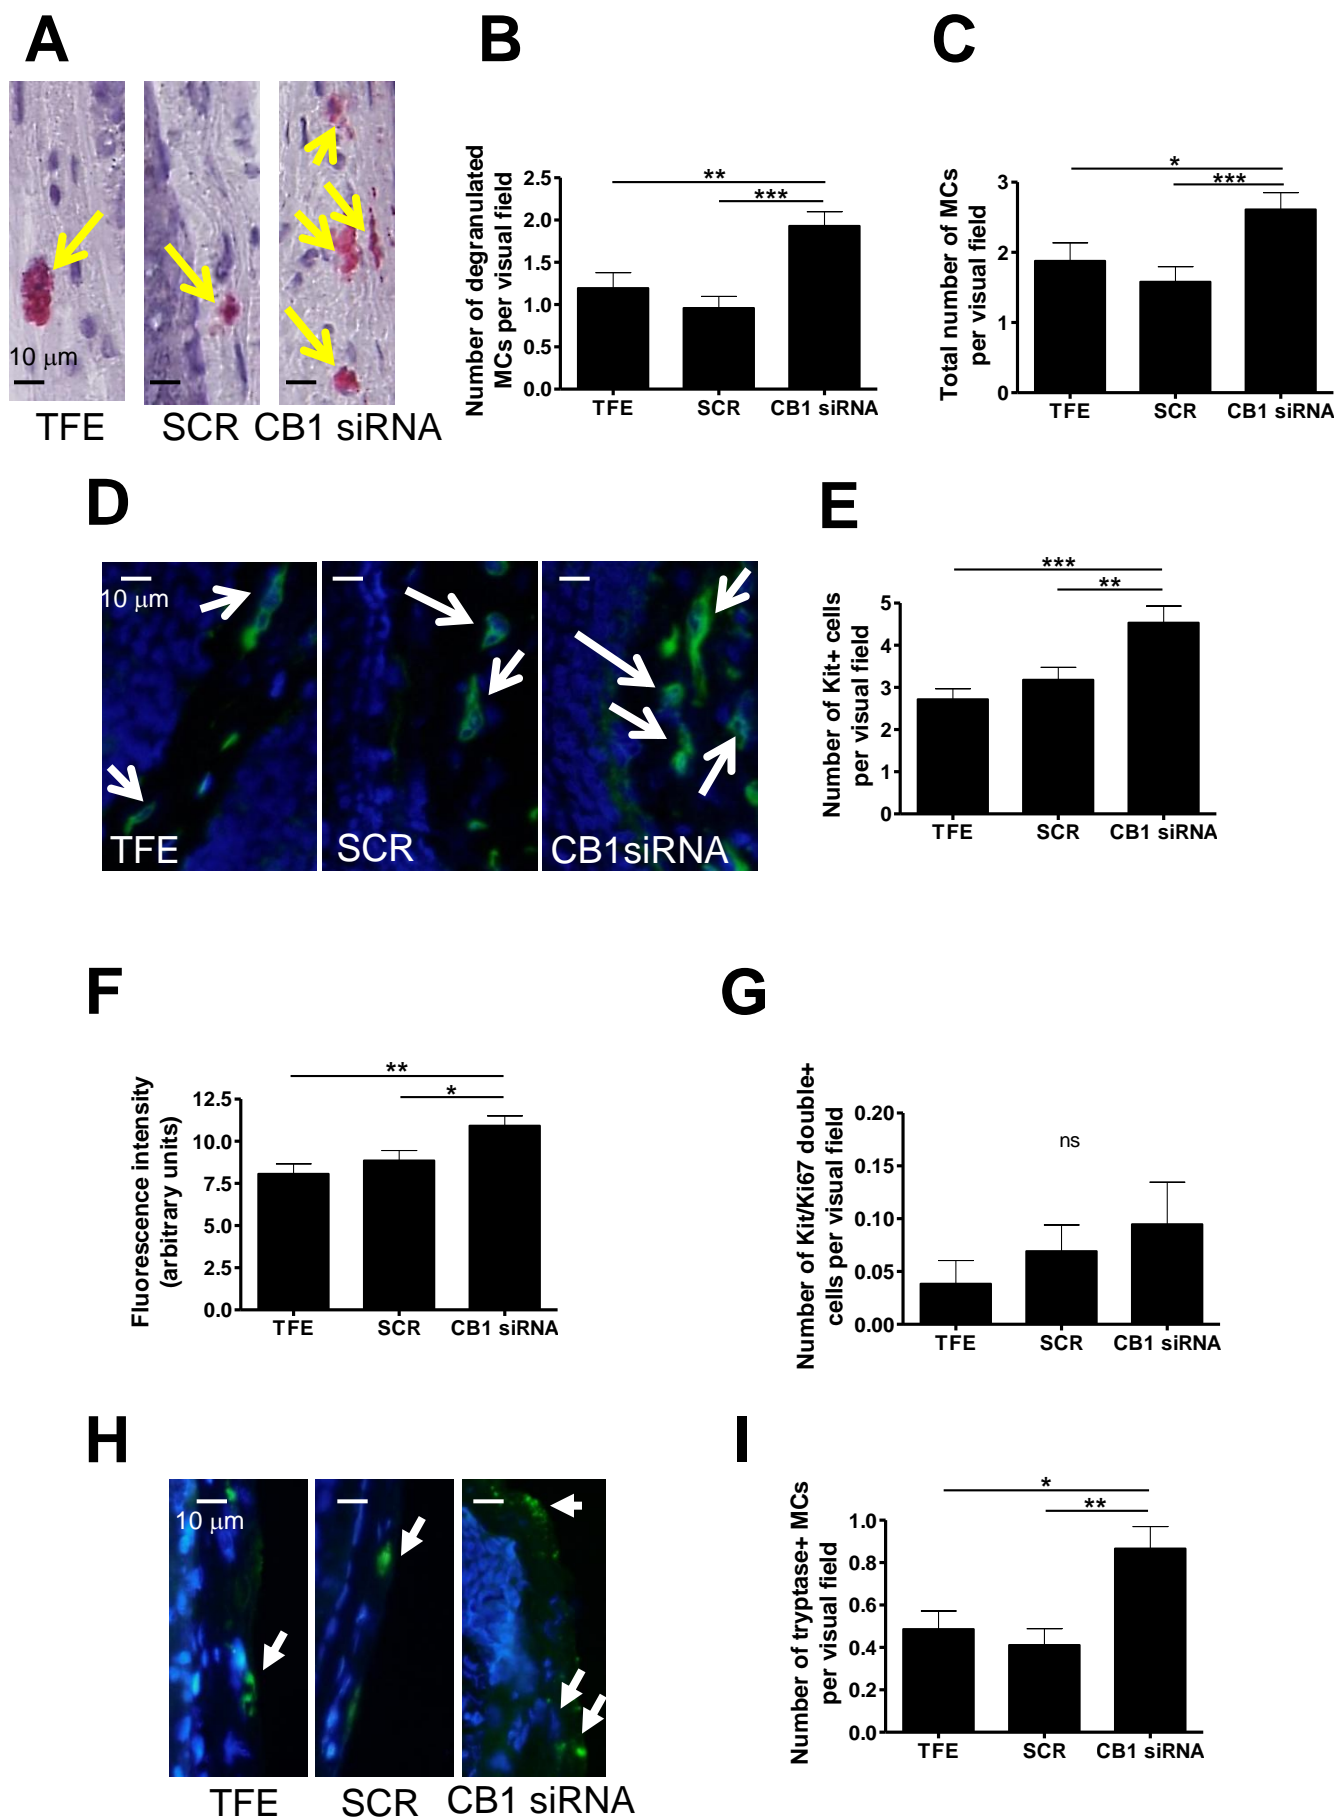 A
B
C
10 μm
TFE
SCR
CB1 siRNA
Number of degranulated
MCs per visual field
2.5
2.0
1.5
1.0
0.5
0.0
**
***
TFE
SCR
CB1 siRNA
Total number of MCs
per visual field
3
2
1
0
*
***
TFE
SCR
CB1 siRNA
D
E
10 μm
TFE
SCR
CB1siRNA
Number of Kit+ cells
per visual field
5
4
3
2
1
0
***
**
TFE
SCR
CB1 siRNA
F
G
Fluorescence intensity
(arbitrary units)
12.5
10.0
7.5
5.0
2.5
0.0
**
*
TFE
SCR
CB1 siRNA
Number of Kit/Ki67 double+
cells per visual field
0.20
0.15
0.10
0.05
0.00
ns
TFE
SCR
CB1 siRNA
H
I
10 μm
TFE
SCR
CB1 siRNA
Number of tryptase+ MCs
per visual field
1.0
0.8
0.6
0.4
0.2
0.0
*
**
TFE
SCR
CB1 siRNA